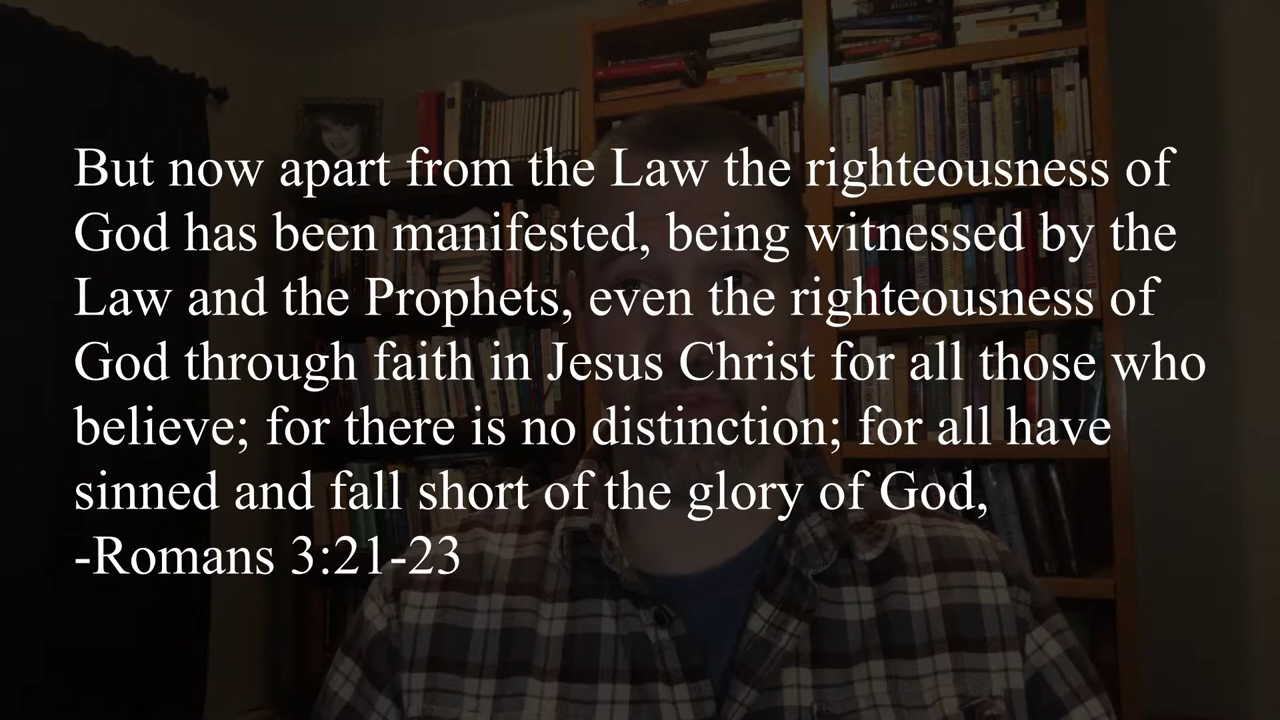 But now apart from the Law the righteousness of
God has been manifested, being witnessed by the
Law and the Prophets, even the righteousness of
God through faith in Jesus Christ for all those who
believe; for there is no distinction; for all have
sinned and fall short of the glory of God,
-Romans 3:21-23